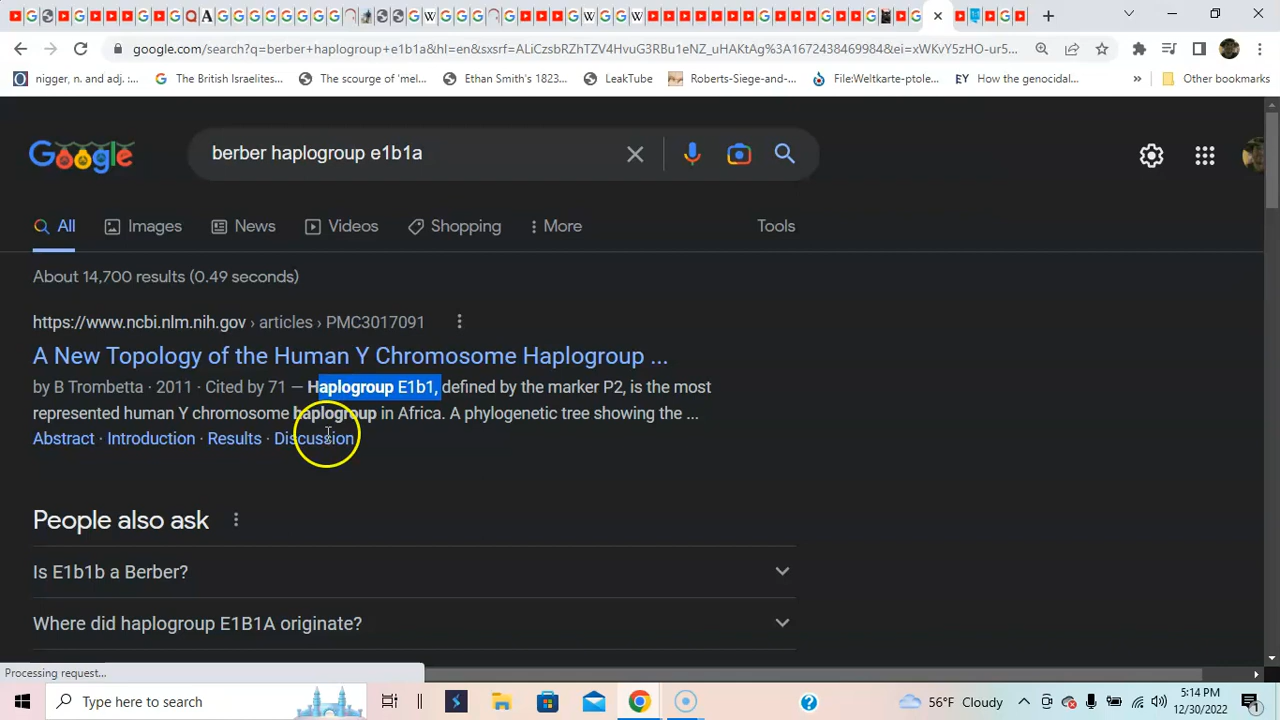 google.com/search?q=berber+haplogroup+e1b1a&hl=en&sxsrf=ALiCzsbRZhTZV4HvuG3RBu1eNZ_uHAKtAg%3A1672438469984&ei=xWKvY5zHO-ur5...
nigger, n. and adj. :... The British Israelites... The scourge of 'mel... Ethan Smith's 1823... LeakTube Roberts-Siege-and-... File:Weltkarte-ptole... EY How the genocidal... » Other bookmarks
Google berber haplogroup e1b1a
All Images News Videos Shopping More Tools
About 14,700 results (0.49 seconds)
https://www.ncbi.nlm.nih.gov › articles › PMC3017091
A New Topology of the Human Y Chromosome Haplogroup ...
by B Trombetta · 2011 · Cited by 71 — Haplogroup E1b1, defined by the marker P2, is the most
represented human Y chromosome haplogroup in Africa. A phylogenetic tree showing the ...
Abstract · Introduction · Results · Discussion
People also ask
Is E1b1b a Berber?
Where did haplogroup E1B1A originate?
Processing request...
Type here to search
56°F Cloudy
5:14 PM
12/30/2022